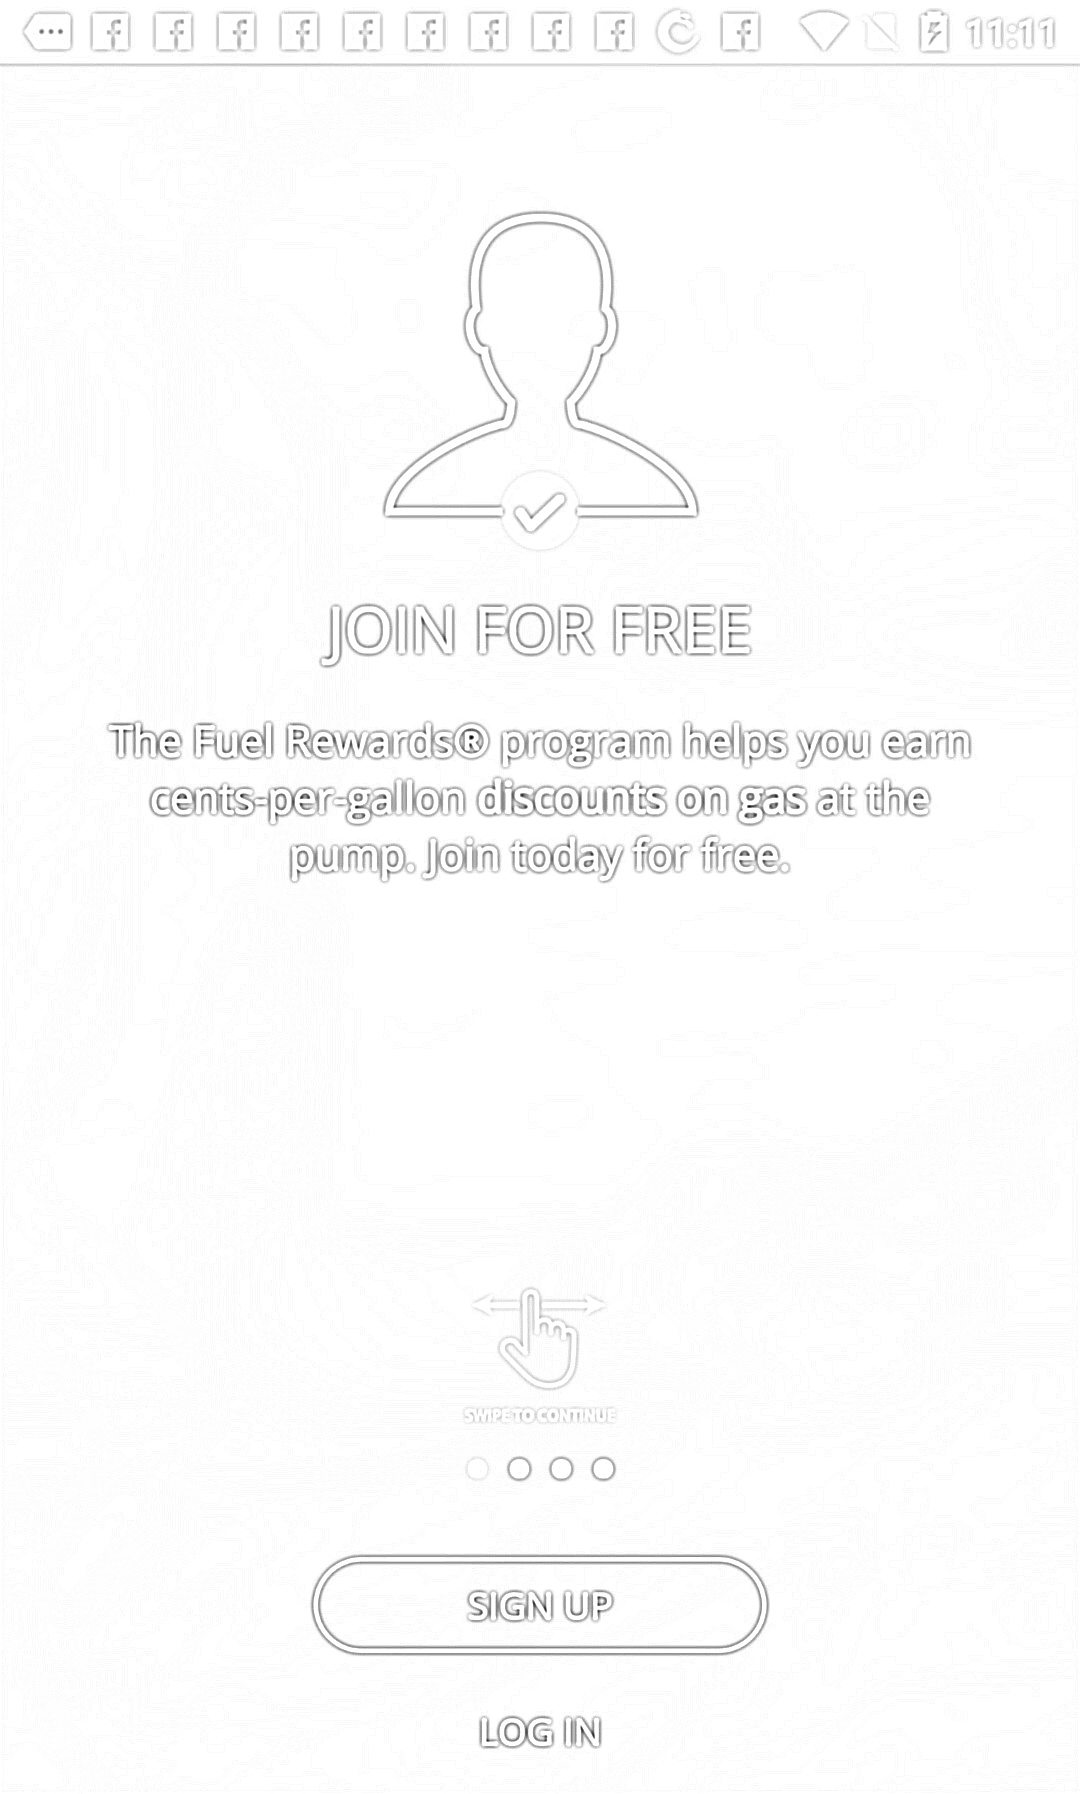 11:11
JOIN FOR FREE
The Fuel Rewards® program helps you earn
cents-per-gallon discounts on gas at the
pump. Join today for free.
SWIPE TO CONTINUE
SIGN UP
LOG IN